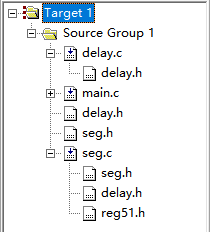 Target 1
Source Group 1
delay.c
delay.h
main.c
delay.h
seg.h
seg.c
seg.h
delay.h
reg51.h